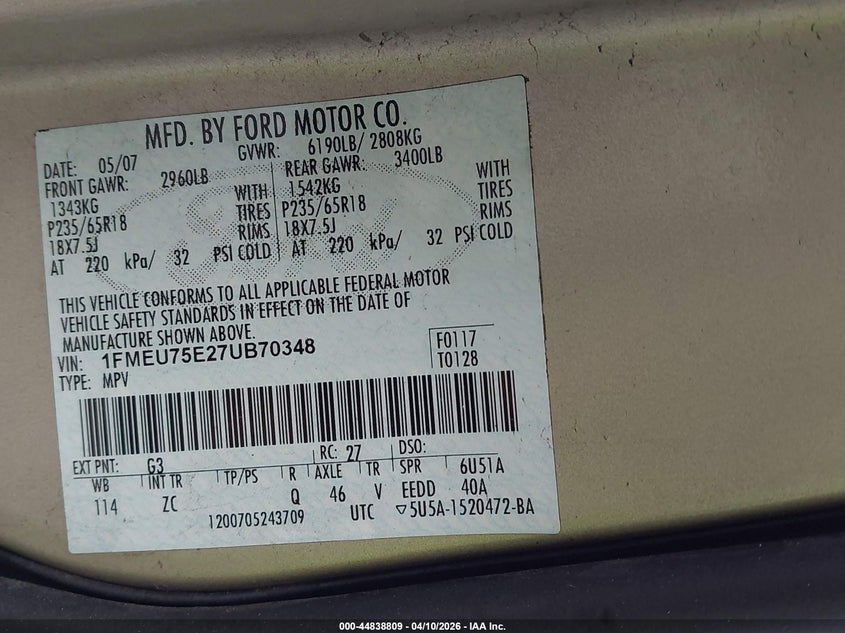 MFD. BY FORD MOTOR CO.
DATE: 05/07 GVWR: 6190LB/ 2808KG
FRONT GAWR: 2960LB REAR GAWR: 3400LB
1343KG WITH 1542KG WITH
P235/65R18 TIRES P235/65R18 TIRES
18X7.5J RIMS 18X7.5J RIMS
AT 220 kPa/ 32 PSI COLD AT 220 kPa/ 32 PSI COLD
THIS VEHICLE CONFORMS TO ALL APPLICABLE FEDERAL MOTOR
VEHICLE SAFETY STANDARDS IN EFFECT ON THE DATE OF
MANUFACTURE SHOWN ABOVE.
VIN: 1FMEU75E27UB70348 F0117
TYPE: MPV T0128
EXT PNT: G3 RC: 27 DSO:
WB INT TR TP/PS R AXLE TR SPR 6U51A
114 ZC Q 46 V EEDD 40A
1200705243709 UTC ▽5U5A-1520472-BA
000-44838809 - 04/10/2026 - IAA Inc.